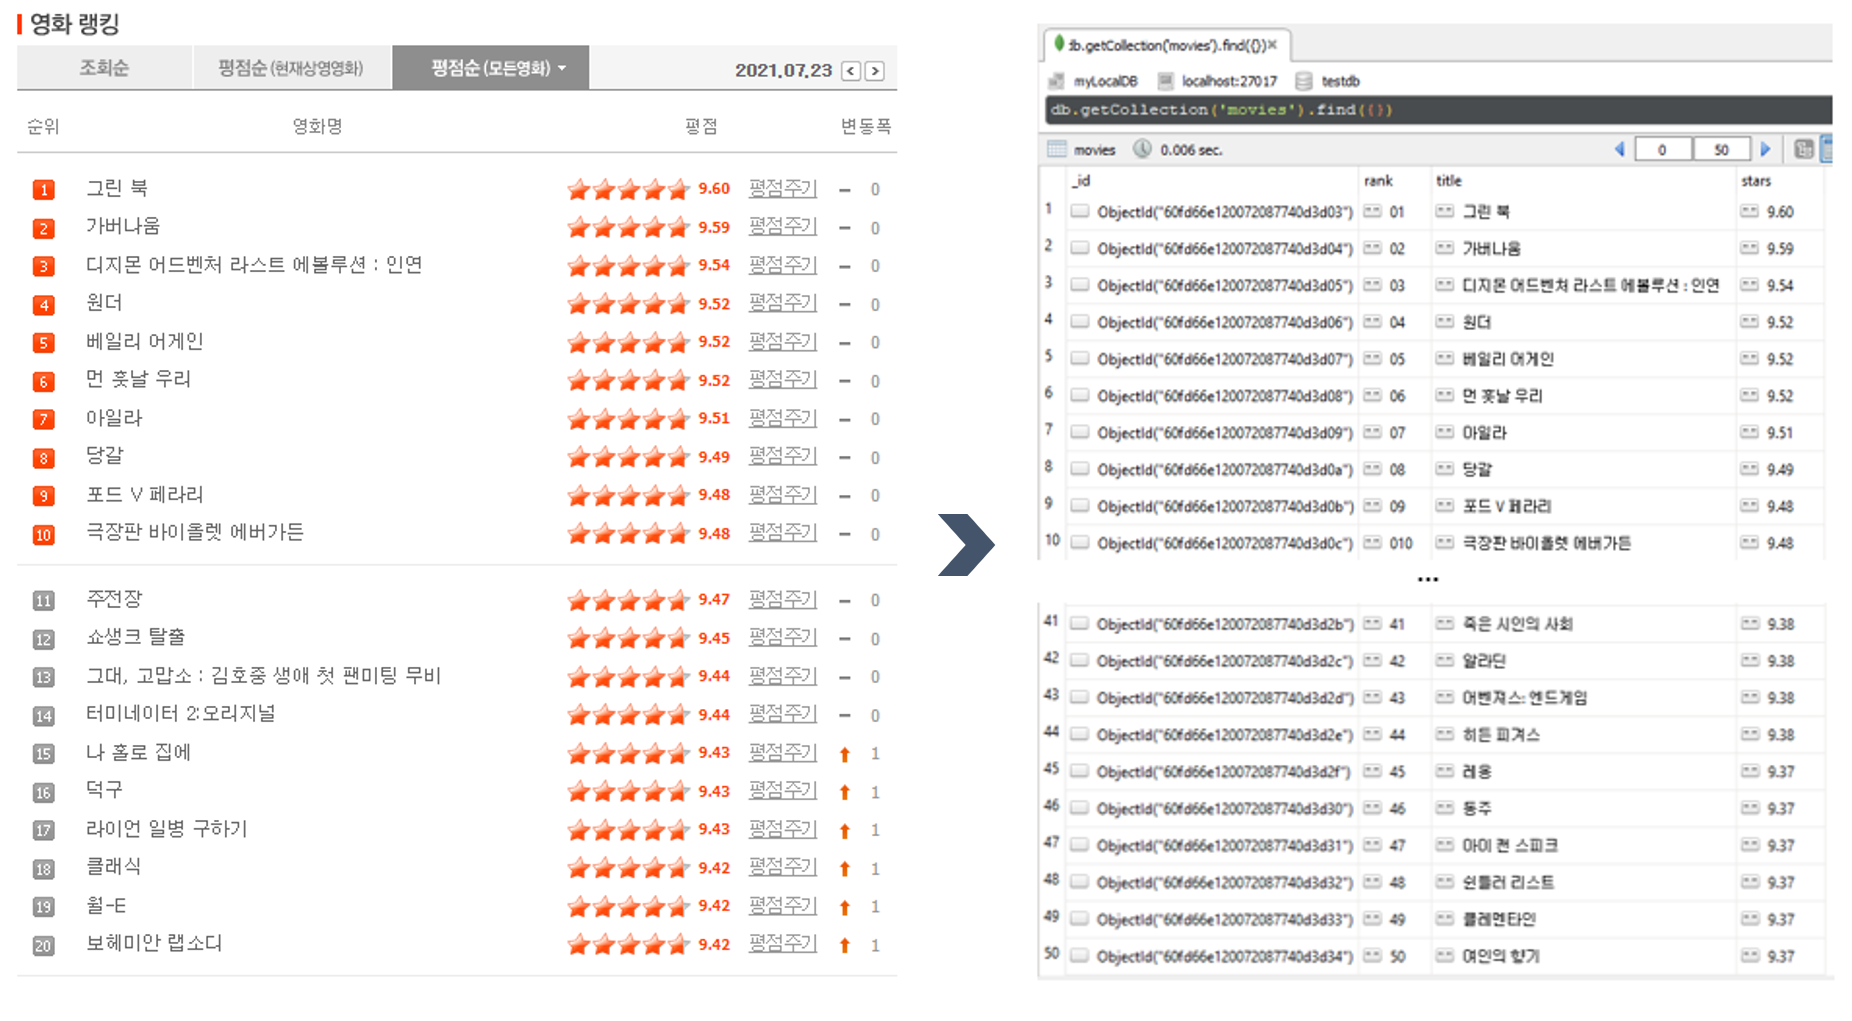 영화 랭킹
조회순 평점순 (현재상영영화) 평점순 (모든영화) 2021.07.23 < >
순위 영화명 평점 변동폭
1 그린 북 9.60 평점주기 0
2 가버나움 9.59 평점주기 0
3 디지몬 어드벤처 라스트 에볼루션 : 인연 9.54 평점주기 0
4 원더 9.52 평점주기 0
5 베일리 어게인 9.52 평점주기 0
6 먼 훗날 우리 9.52 평점주기 0
7 아일라 9.51 평점주기 0
8 당갈 9.49 평점주기 0
9 포드 V 페라리 9.48 평점주기 0
10 극장판 바이올렛 에버가든 9.48 평점주기 0
11 주전장 9.47 평점주기 0
12 쇼생크 탈출 9.45 평점주기 0
13 그대, 고맙소 : 김호중 생애 첫 팬미팅 무비 9.44 평점주기 0
14 터미네이터 2:오리지널 9.44 평점주기 0
15 나 홀로 집에 9.43 평점주기 1
16 덕구 9.43 평점주기 1
17 라이언 일병 구하기 9.43 평점주기 1
18 클래식 9.42 평점주기 1
19 월-E 9.42 평점주기 1
20 보헤미안 랩소디 9.42 평점주기 1
db.getCollection('movies').find({})
myLocalDB localhost:27017 testdb
db.getCollection('movies').find({})
movies 0.006 sec. 0 50
_id rank title stars
1 ObjectId("60fd66e120072087740d3d03") 01 그린 북 9.60
2 ObjectId("60fd66e120072087740d3d04") 02 가버나움 9.59
3 ObjectId("60fd66e120072087740d3d05") 03 디지몬 어드벤처 라스트 에볼루션 : 인연 9.54
4 ObjectId("60fd66e120072087740d3d06") 04 원더 9.52
5 ObjectId("60fd66e120072087740d3d07") 05 베일리 어게인 9.52
6 ObjectId("60fd66e120072087740d3d08") 06 먼 훗날 우리 9.52
7 ObjectId("60fd66e120072087740d3d09") 07 아일라 9.51
8 ObjectId("60fd66e120072087740d3d0a") 08 당갈 9.49
9 ObjectId("60fd66e120072087740d3d0b") 09 포드 V 페라리 9.48
10 ObjectId("60fd66e120072087740d3d0c") 010 극장판 바이올렛 에버가든 9.48
...
41 ObjectId("60fd66e120072087740d3d2b") 41 죽은 시인의 사회 9.38
42 ObjectId("60fd66e120072087740d3d2c") 42 알라딘 9.38
43 ObjectId("60fd66e120072087740d3d2d") 43 어벤져스: 엔드게임 9.38
44 ObjectId("60fd66e120072087740d3d2e") 44 히든 피겨스 9.38
45 ObjectId("60fd66e120072087740d3d2f") 45 레옹 9.37
46 ObjectId("60fd66e120072087740d3d30") 46 동주 9.37
47 ObjectId("60fd66e120072087740d3d31") 47 아이 캔 스피크 9.37
48 ObjectId("60fd66e120072087740d3d32") 48 쉰들러 리스트 9.37
49 ObjectId("60fd66e120072087740d3d33") 49 클레멘타인 9.37
50 ObjectId("60fd66e120072087740d3d34") 50 여인의 향기 9.37